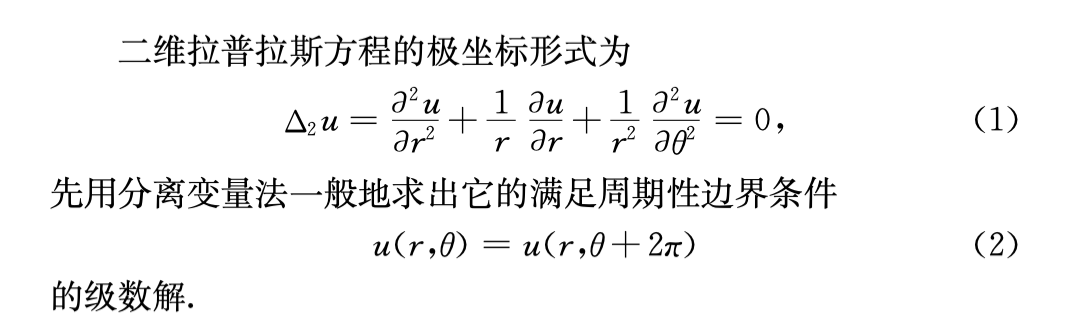 二维拉普拉斯方程的极坐标形式为
Δ₂u = ∂²u/∂r² + 1/r ∂u/∂r + 1/r² ∂²u/∂θ² = 0, (1)
先用分离变量法一般地求出它的满足周期性边界条件
u(r,θ) = u(r,θ+2π) (2)
的级数解.